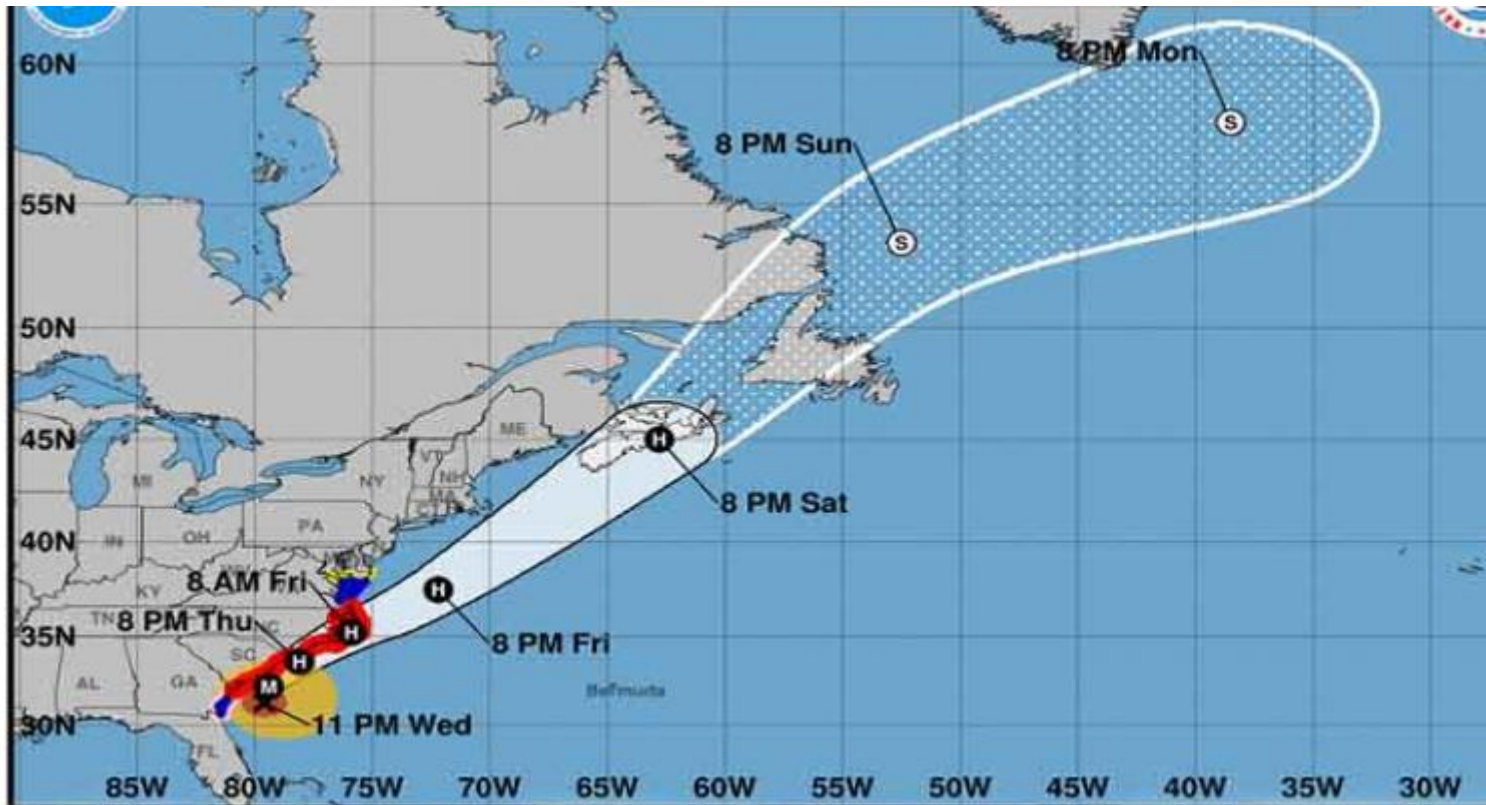 60N
8 PM Mon
S
8 PM Sun
55N
S
50N
ME
45N
H
VT
NH
MI
NY
MA
CT
8 PM Sat
PA
40N
IN
OH
8 AM Fri
H
KY
8 PM Thu
TN
NC
H
8 PM Fri
35N
SC
H
AL
GA
M
Bermuda
30N
11 PM Wed
FL
85W
80W
75W
70W
65W
60W
55W
50W
45W
40W
35W
30W